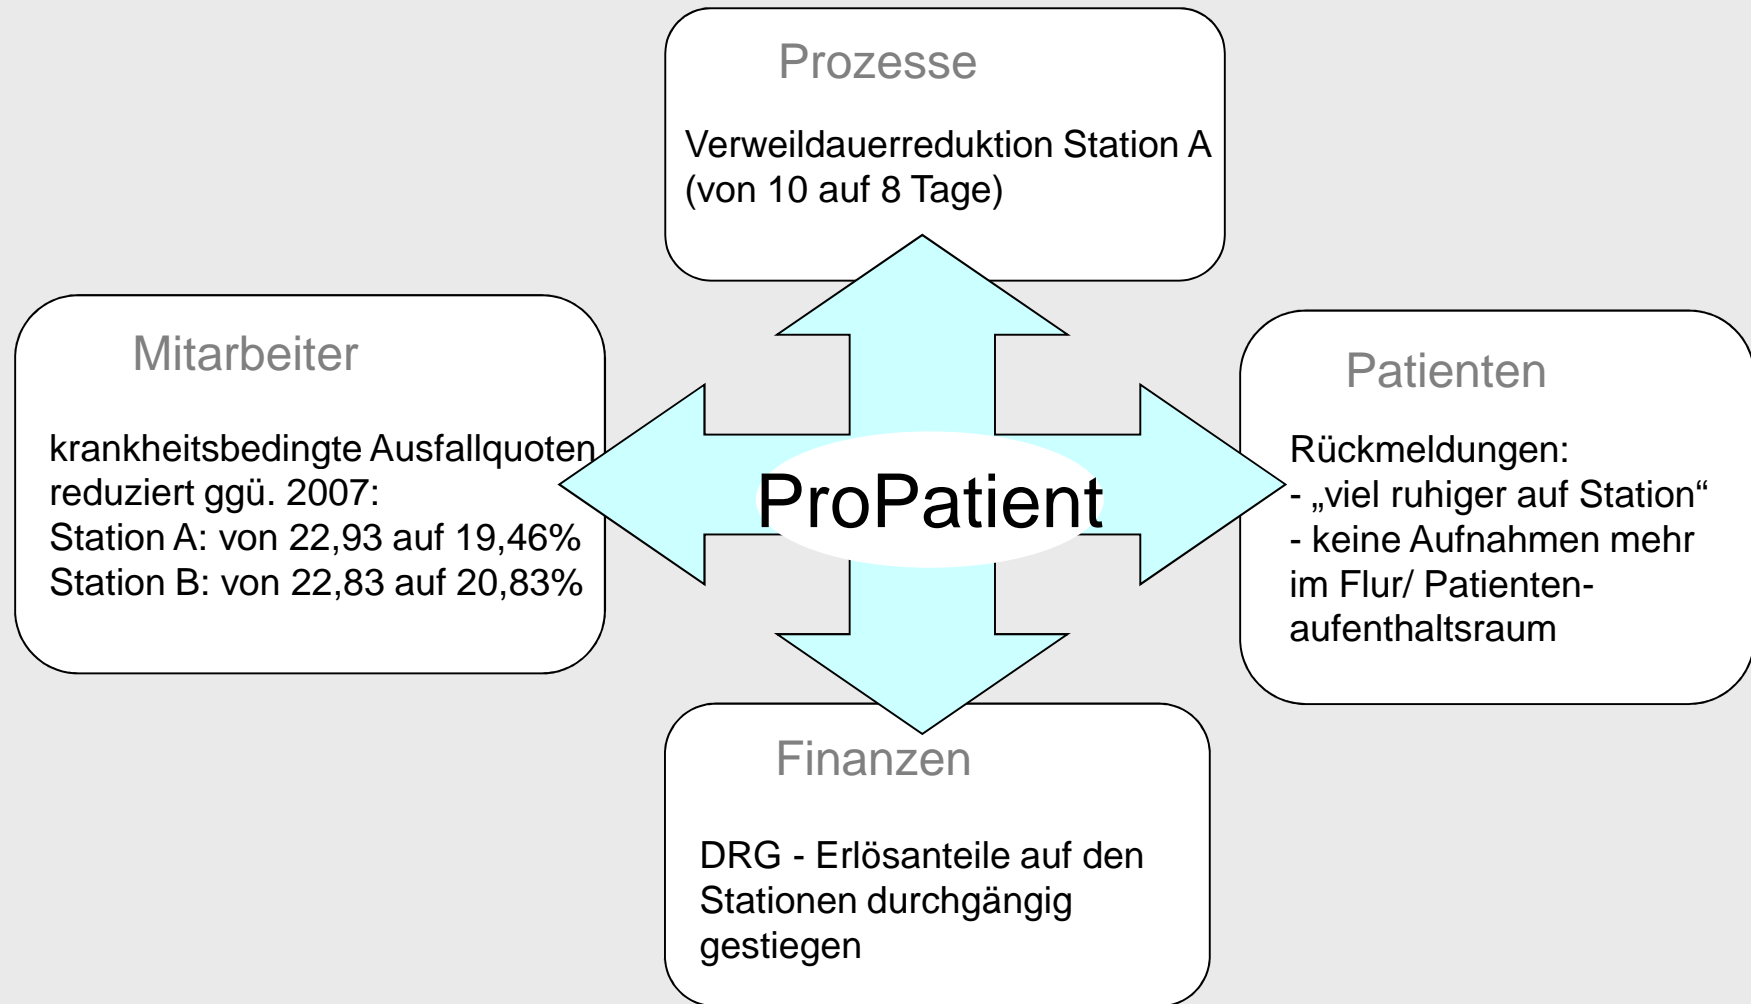 Prozesse
Verweildauerreduktion Station A
(von 10 auf 8 Tage)
Mitarbeiter
krankheitsbedingte Ausfallquoten
reduziert ggü. 2007:
Station A: von 22,93 auf 19,46%
Station B: von 22,83 auf 20,83%
ProPatient
Patienten
Rückmeldungen:
- „viel ruhiger auf Station“
- keine Aufnahmen mehr
im Flur/ Patienten-
aufenthaltsraum
Finanzen
DRG - Erlösanteile auf den
Stationen durchgängig
gestiegen